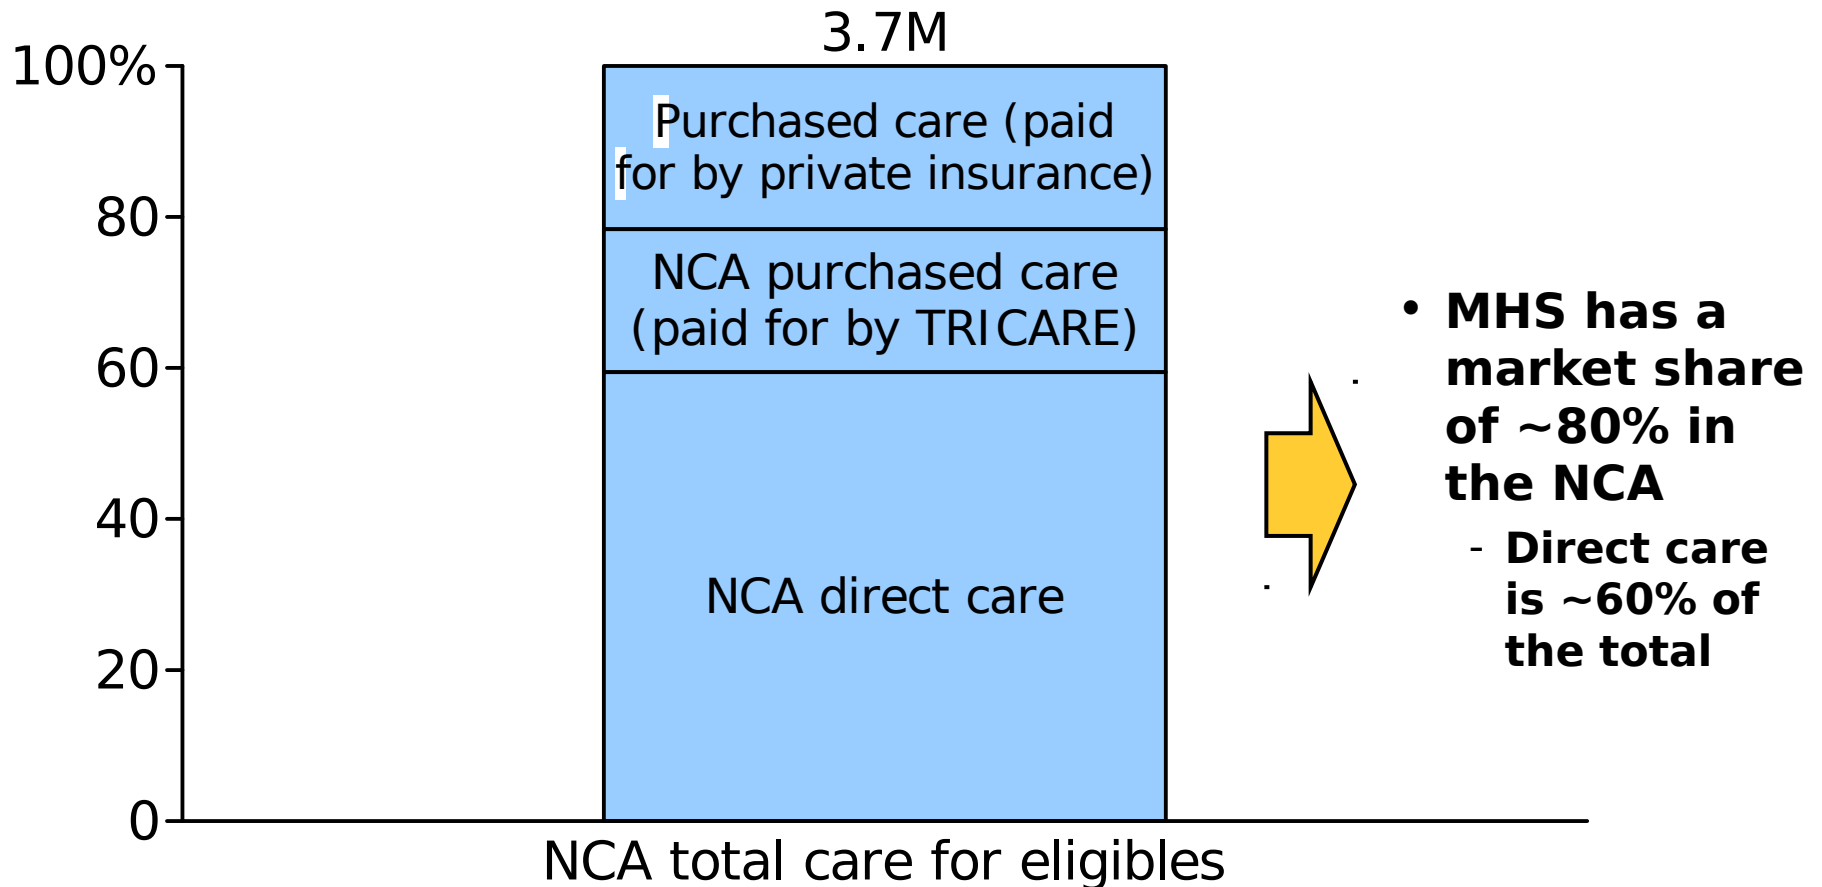 3.7M
100%
80
60
40
20
0
Purchased care (paid
for by private insurance)
NCA purchased care
(paid for by TRICARE)
NCA direct care
NCA total care for eligibles
• MHS has a
market share
of ~80% in
the NCA
- Direct care
is ~60% of
the total